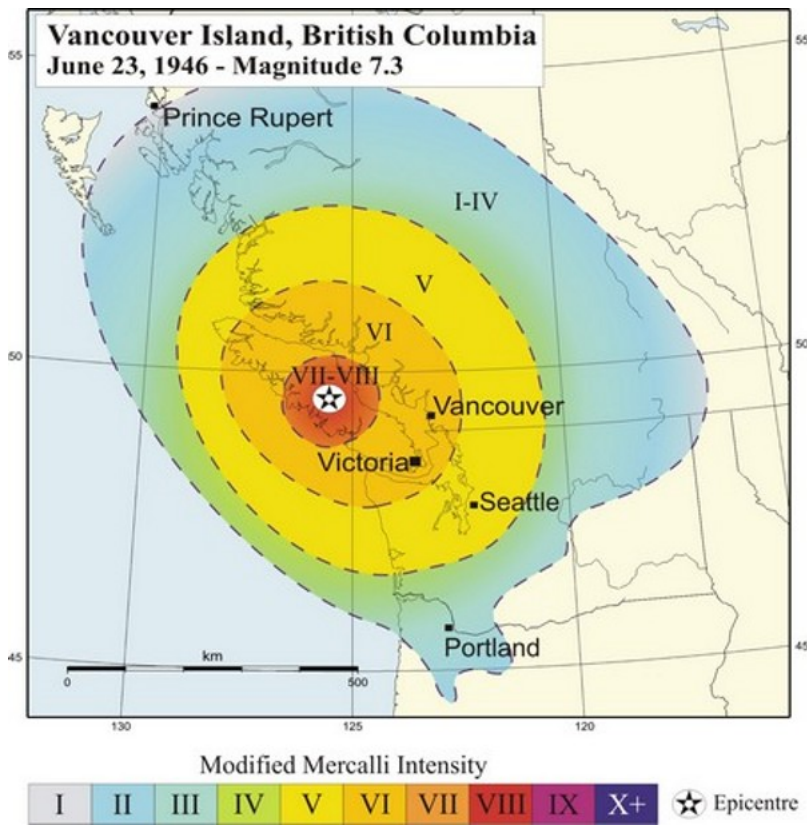 Vancouver Island, British Columbia
June 23, 1946 - Magnitude 7.3
55
55
Prince Rupert
I-IV
V
VI
50
50
VII-VIII
Vancouver
Victoria
Seattle
Portland
45
45
km
0
500
130
125
120
Modified Mercalli Intensity
I II III IV V VI VII VIII IX X+ Epicentre